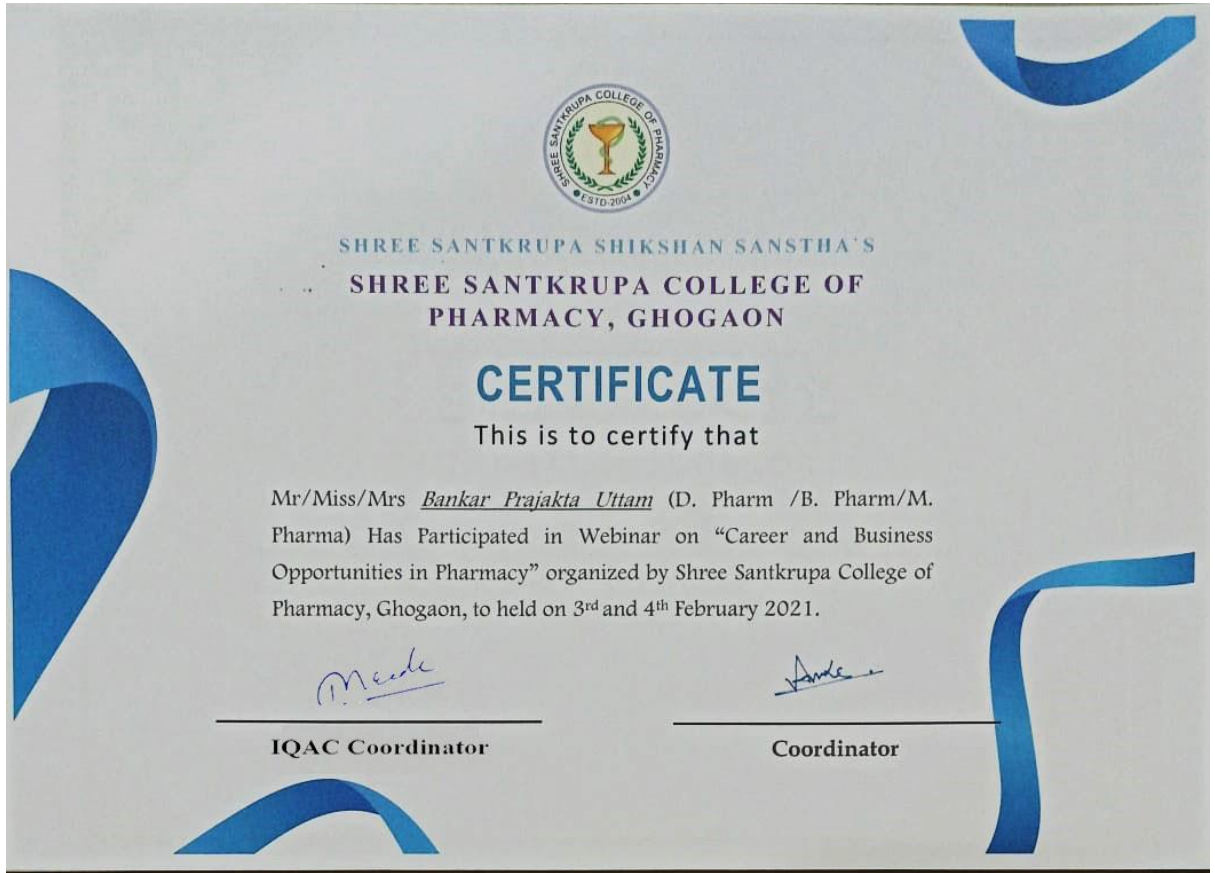 SHREE SANTKRUPA COLLEGE OF PHARMACY
ESTD-2004
SHREE SANTKRUPA SHIKSHAN SANSTHA`S
SHREE SANTKRUPA COLLEGE OF
PHARMACY, GHOGAON
CERTIFICATE
This is to certify that
Mr/Miss/Mrs Bankar Prajakta Uttam (D. Pharm /B. Pharm/M.
Pharma) Has Participated in Webinar on “Career and Business
Opportunities in Pharmacy” organized by Shree Santkrupa College of
Pharmacy, Ghogaon, to held on 3rd and 4th February 2021.
IQAC Coordinator
Coordinator